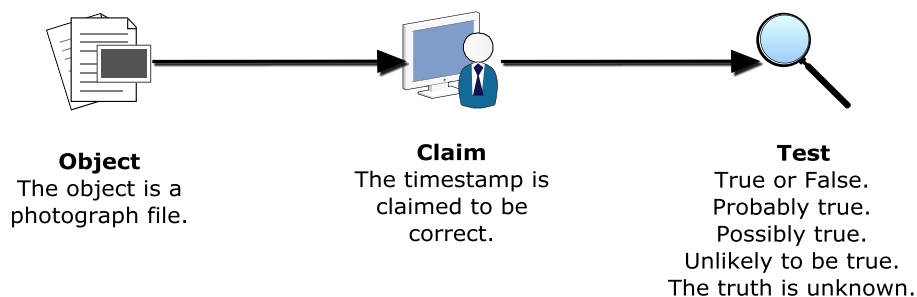 Object
The object is a
photograph file.
Claim
The timestamp is
claimed to be
correct.
Test
True or False.
Probably true.
Possibly true.
Unlikely to be true.
The truth is unknown.